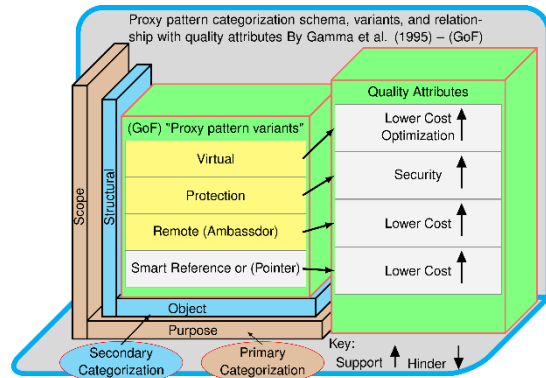 Proxy pattern categorization schema, variants, and relation-
ship with quality attributes By Gamma et al. (1995) – (GoF)
Quality Attributes
(GoF) "Proxy pattern variants"
Virtual
Protection
Remote (Ambassdor)
Smart Reference or (Pointer)
Lower Cost
Optimization
Security
Lower Cost
Lower Cost
Scope
Structural
Object
Purpose
Secondary
Categorization
Primary
Categorization
Key:
Support
Hinder